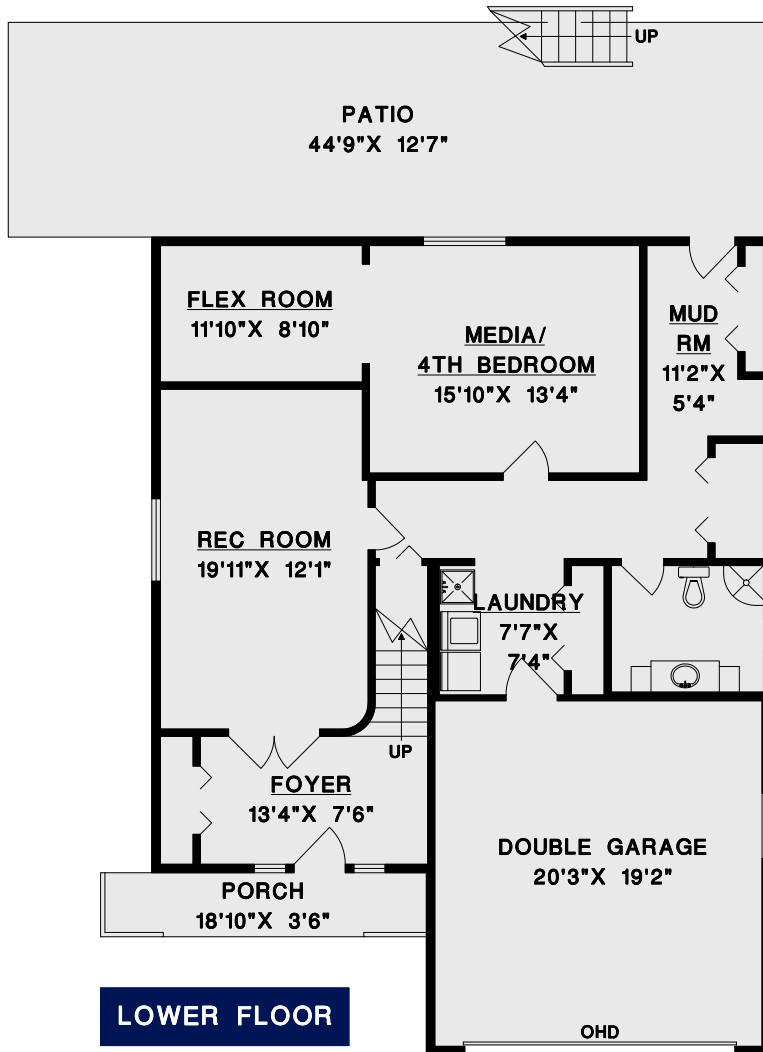 UP
PATIO
44'9"X 12'7"
FLEX ROOM
11'10"X 8'10"
MEDIA/
4TH BEDROOM
15'10"X 13'4"
MUD
RM
11'2"X
5'4"
REC ROOM
19'11"X 12'1"
LAUNDRY
7'7"X
7'4"
UP
FOYER
13'4"X 7'6"
DOUBLE GARAGE
20'3"X 19'2"
PORCH
18'10"X 3'6"
LOWER FLOOR
OHD